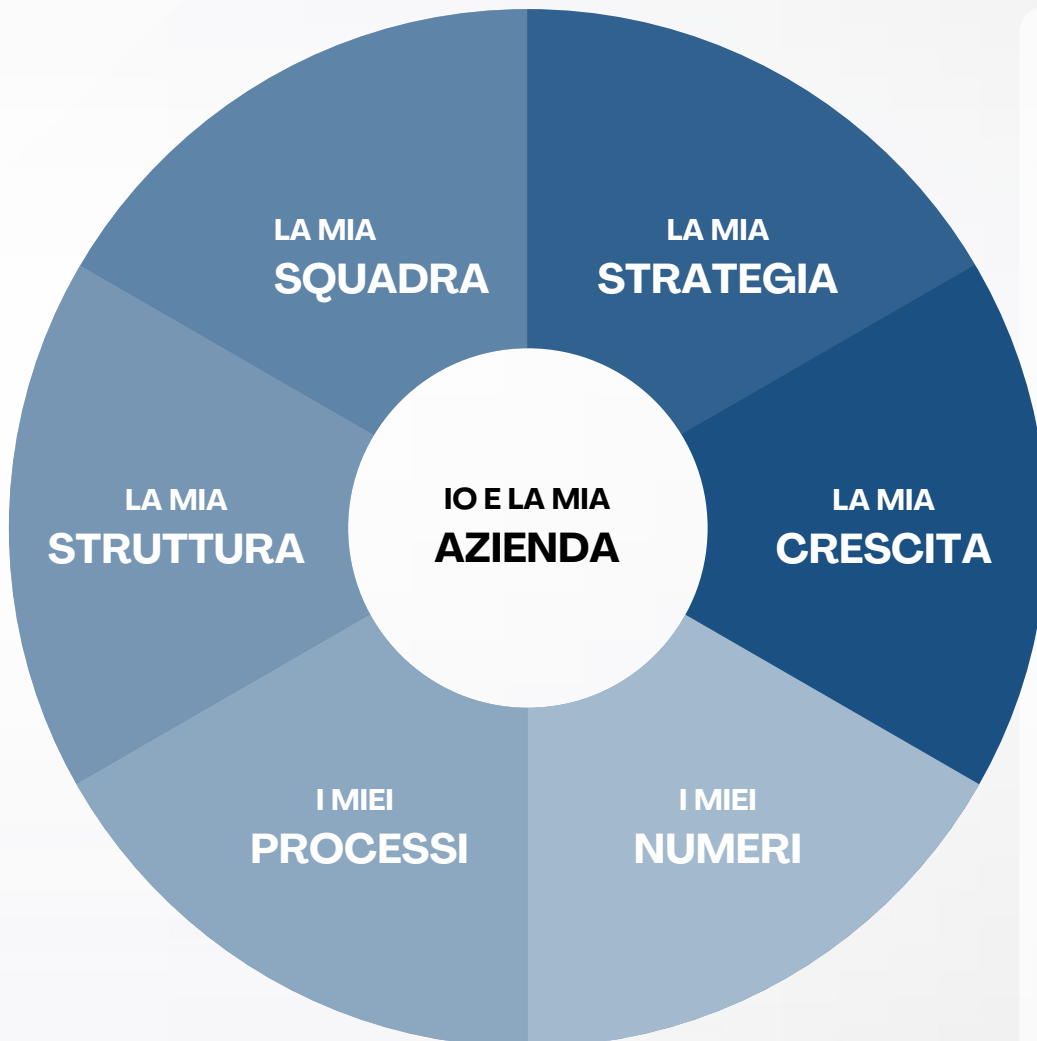 LA MIA
SQUADRA
LA MIA
STRATEGIA
LA MIA
STRUTTURA
IO E LA MIA
AZIENDA
LA MIA
CRESCITA
I MIEI
PROCESSI
I MIEI
NUMERI